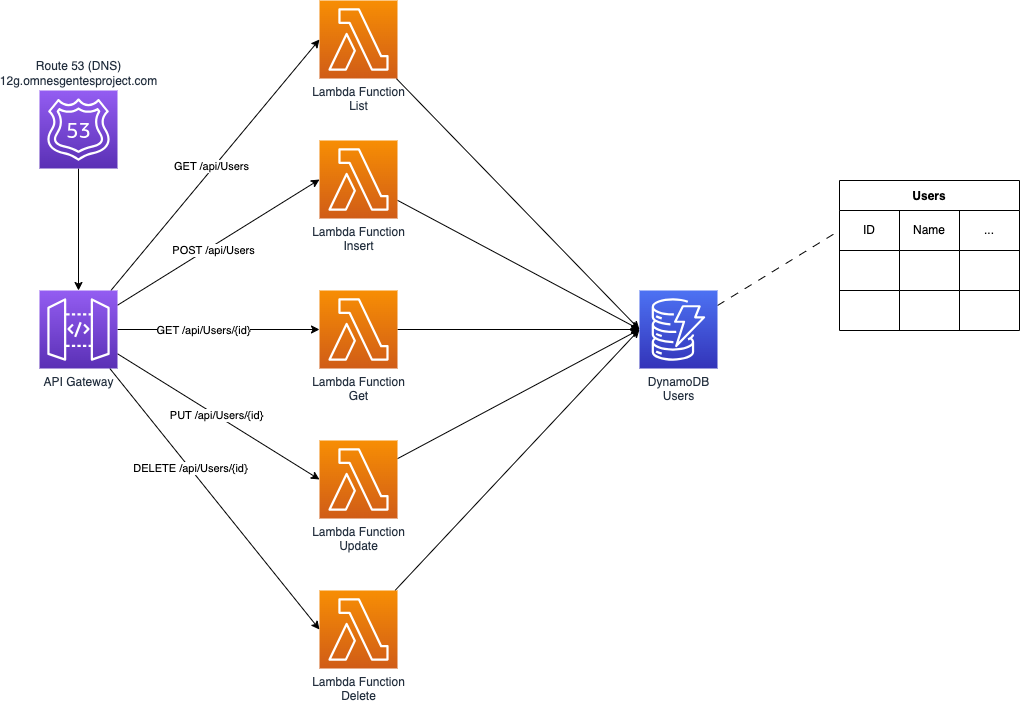 Route 53 (DNS)
12g.omnesgentesproject.com
53
API Gateway
</>
GET /api/Users
POST /api/Users
GET /api/Users/{id}
PUT /api/Users/{id}
DELETE /api/Users/{id}
Lambda Function
List
Lambda Function
Insert
Lambda Function
Get
Lambda Function
Update
Lambda Function
Delete
DynamoDB
Users
Users
ID Name ...